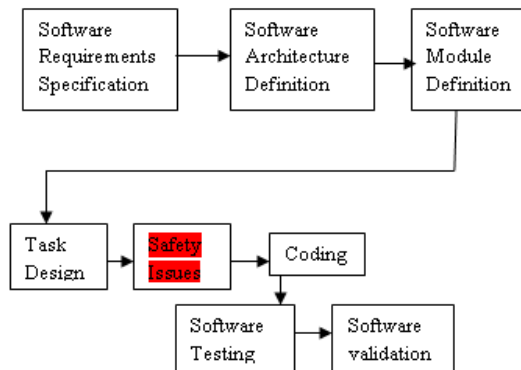 Software
Requirements
Specification
Software
Architecture
Definition
Software
Module
Definition
Task
Design
Safety
Issues
Coding
Software
Testing
Software
validation